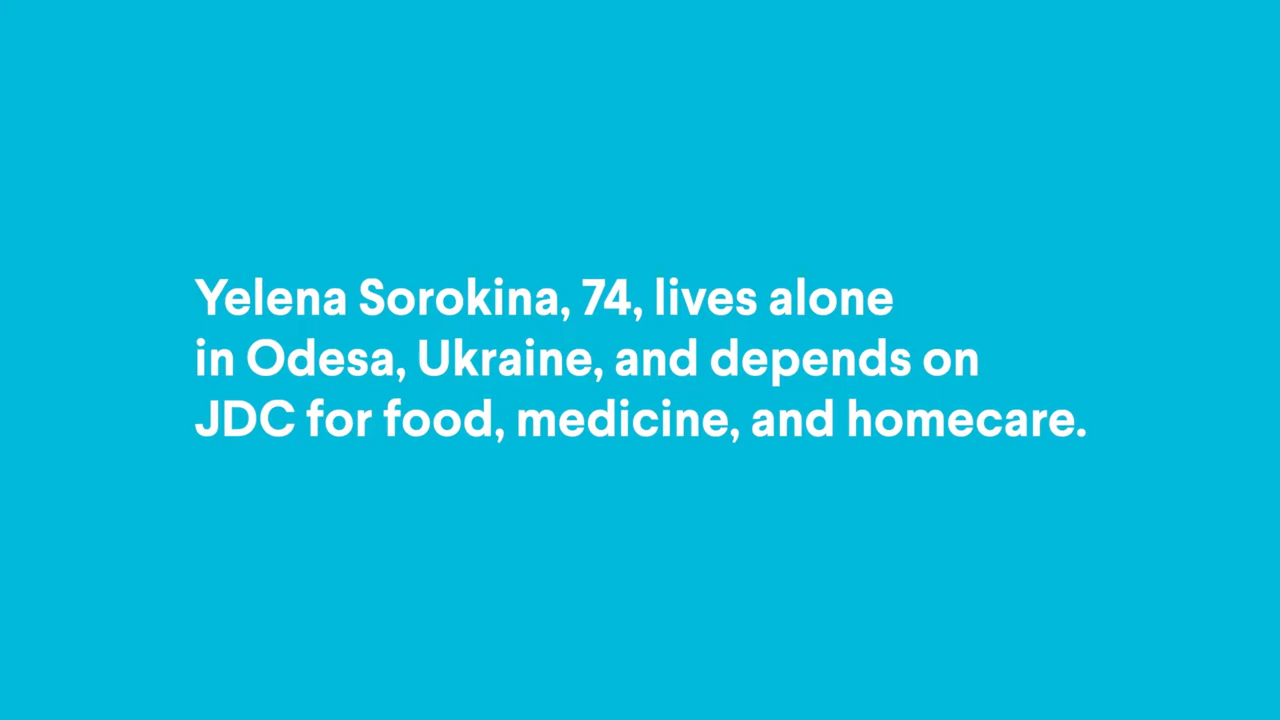 Yelena Sorokina, 74, lives alone
in Odesa, Ukraine, and depends on
JDC for food, medicine, and homecare.